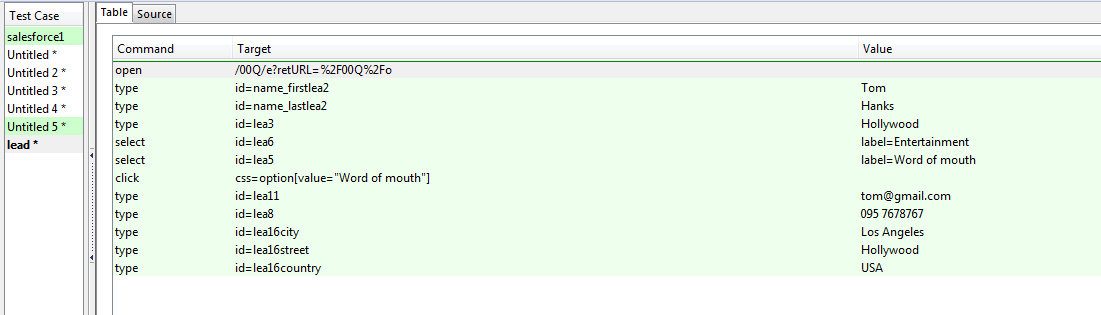 Test Case
salesforce1
Untitled *
Untitled 2 *
Untitled 3 *
Untitled 4 *
Untitled 5 *
lead *
Table Source
Command Target Value
open /00Q/e?retURL=%2F00Q%2Fo
type id=name_firstlea2 Tom
type id=name_lastlea2 Hanks
type id=lea3 Hollywood
select id=lea6 label=Entertainment
select id=lea5 label=Word of mouth
click css=option[value="Word of mouth"]
type id=lea11 tom@gmail.com
type id=lea8 095 7678767
type id=lea16city Los Angeles
type id=lea16street Hollywood
type id=lea16country USA